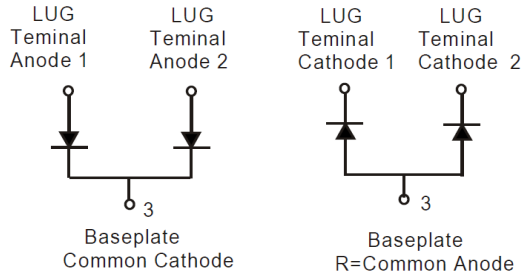 LUG
Teminal
Anode 1
LUG
Teminal
Anode 2
3
Baseplate
Common Cathode
LUG
Teminal
Cathode 1
LUG
Teminal
Cathode 2
3
Baseplate
R=Common Anode